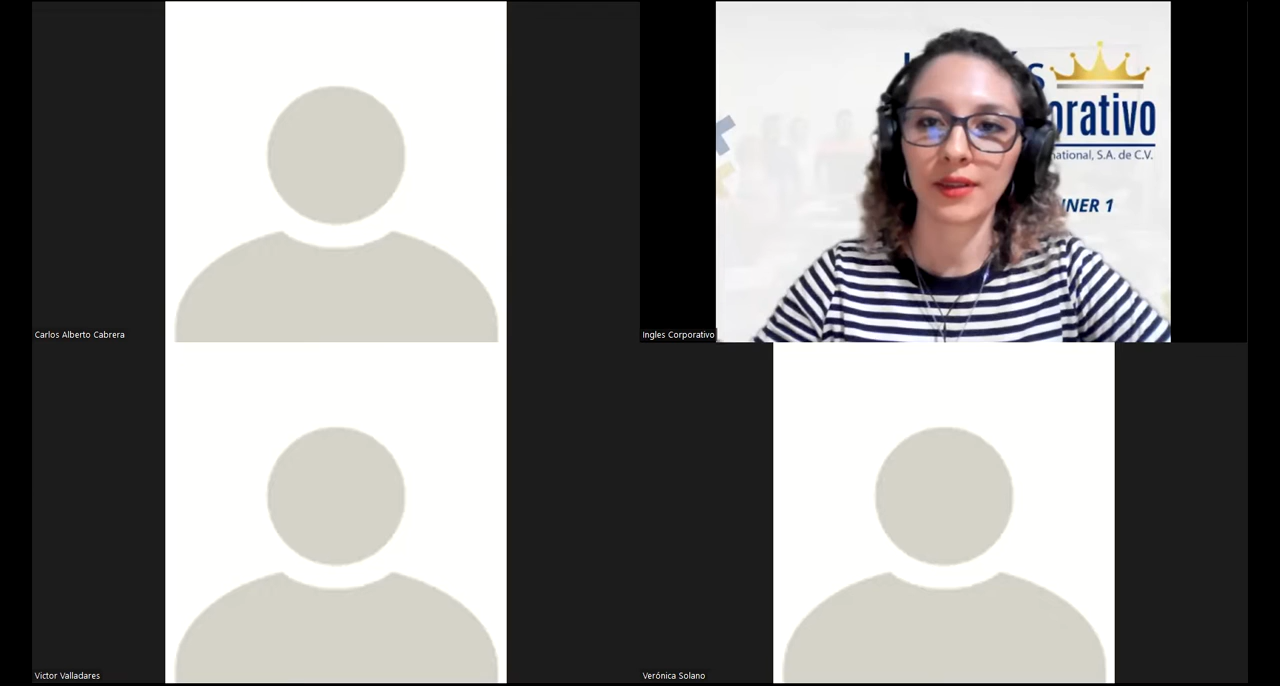 s
orativo
national, S.A. de C.V.
INER 1
Carlos Alberto Cabrera
Ingles Corporativo
Victor Valladares
Verónica Solano